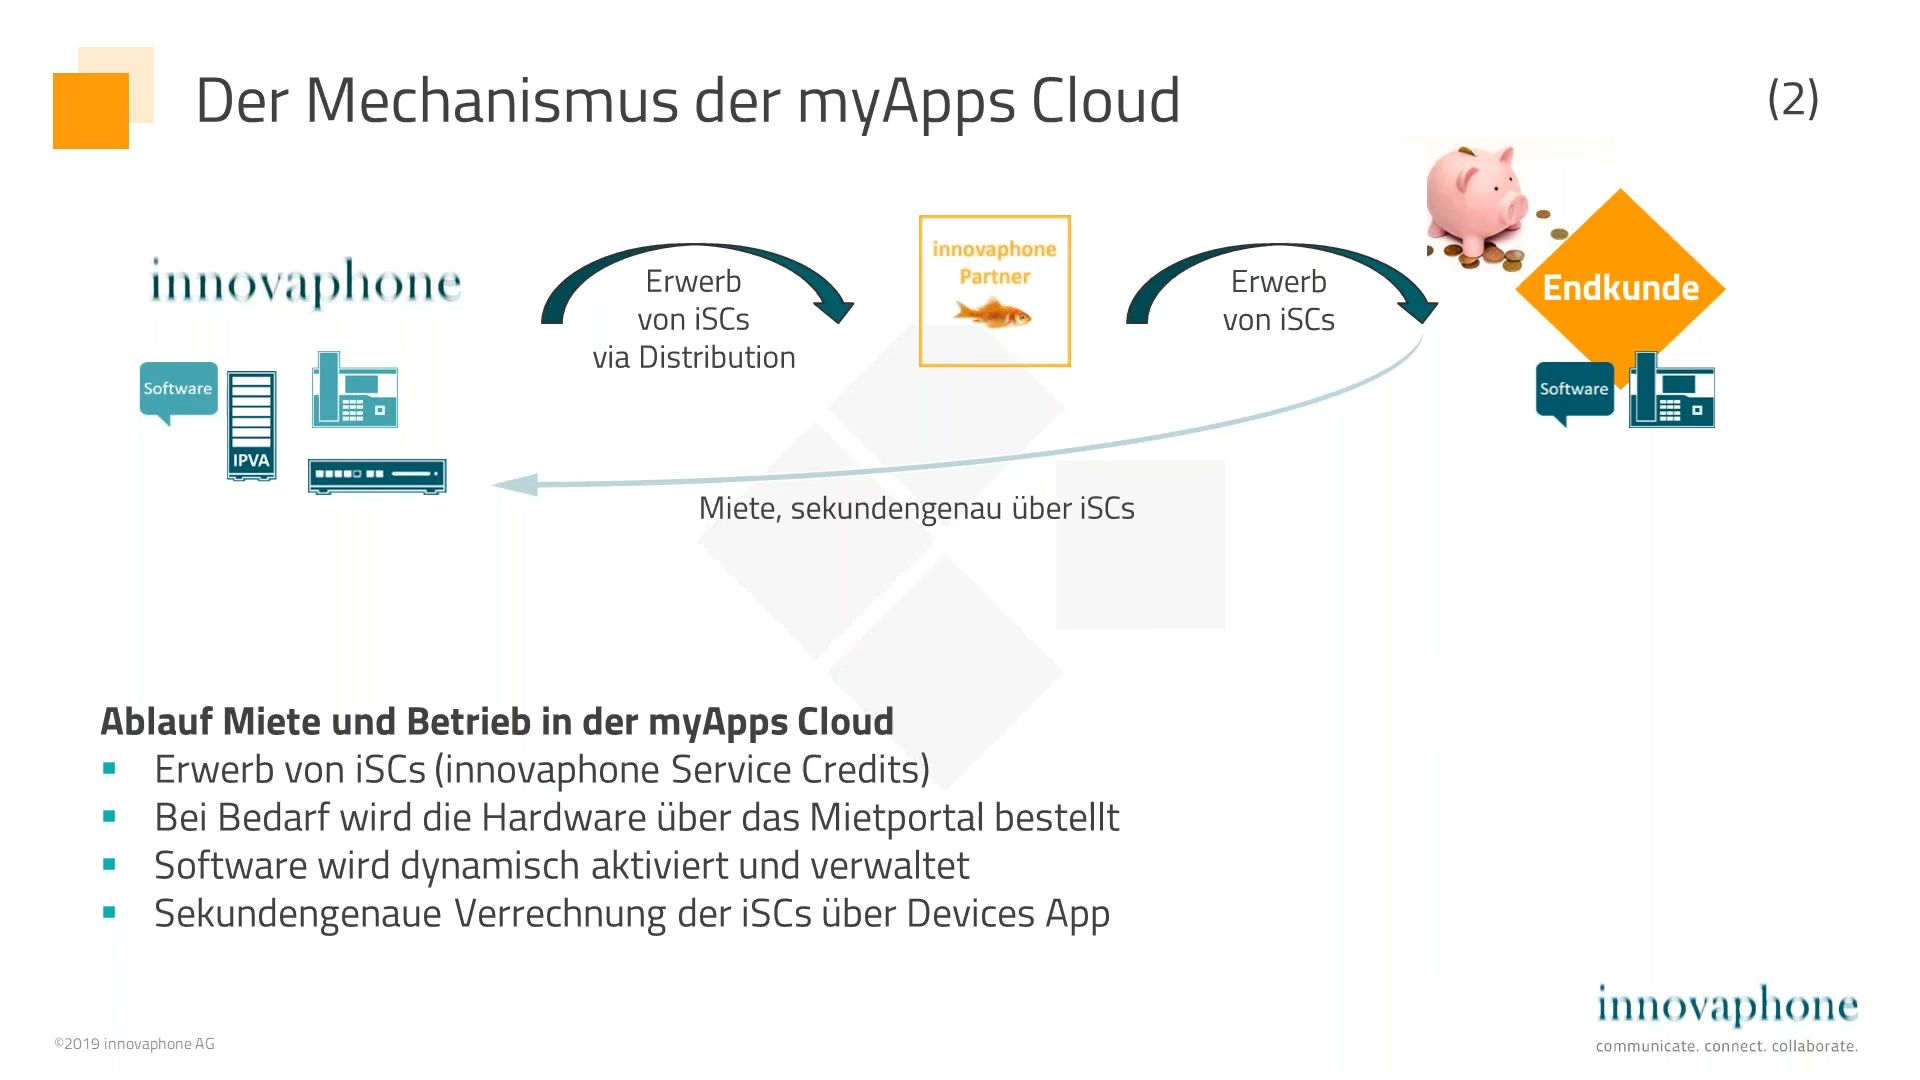 Der Mechanismus der myApps Cloud
(2)
innovaphone
Erwerb
von iSCs
via Distribution
innovaphone
Partner
Erwerb
von iSCs
Endkunde
Software
IPVA
Software
Miete, sekundengenau über iSCs
Ablauf Miete und Betrieb in der myApps Cloud
▪ Erwerb von iSCs (innovaphone Service Credits)
▪ Bei Bedarf wird die Hardware über das Mietportal bestellt
▪ Software wird dynamisch aktiviert und verwaltet
▪ Sekundengenaue Verrechnung der iSCs über Devices App
innovaphone
communicate. connect. collaborate.
©2019 innovaphone AG